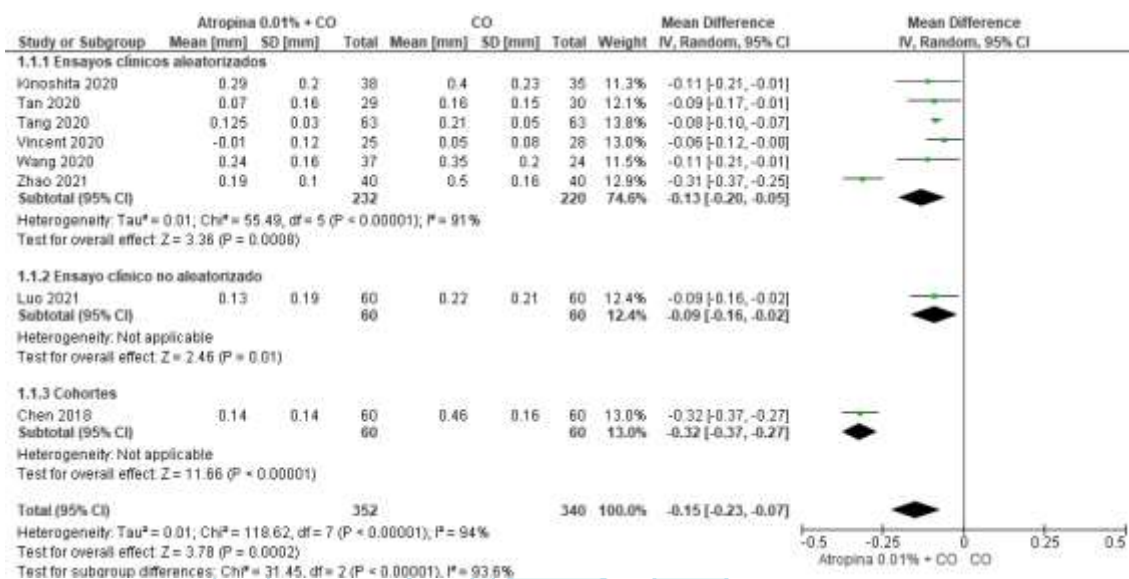 Atropina 0.01% + CO CO Mean Difference Mean Difference
Study or Subgroup Mean [mm] SD [mm] Total Mean [mm] SD [mm] Total Weight IV, Random, 95% CI IV, Random, 95% CI
1.1.1 Ensayos clínicos aleatorizados
Kinoshita 2020 0.29 0.2 38 0.4 0.23 35 11.3% -0.11 [-0.21, -0.01]
Tan 2020 0.07 0.16 29 0.16 0.15 30 12.1% -0.09 [-0.17, -0.01]
Tang 2020 0.125 0.03 63 0.21 0.05 63 13.8% -0.08 [-0.10, -0.07]
Vincent 2020 -0.01 0.12 25 0.05 0.08 28 13.0% -0.06 [-0.12, -0.00]
Wang 2020 0.24 0.16 37 0.35 0.2 24 11.5% -0.11 [-0.21, -0.01]
Zhao 2021 0.19 0.1 40 0.5 0.16 40 12.9% -0.31 [-0.37, -0.25]
Subtotal (95% CI) 232 220 74.6% -0.13 [-0.20, -0.05]
Heterogeneity: Tau² = 0.01; Chi² = 55.49, df = 5 (P < 0.00001); I² = 91%
Test for overall effect: Z = 3.36 (P = 0.0008)
1.1.2 Ensayo clínico no aleatorizado
Luo 2021 0.13 0.19 60 0.22 0.21 60 12.4% -0.09 [-0.16, -0.02]
Subtotal (95% CI) 60 60 12.4% -0.09 [-0.16, -0.02]
Heterogeneity: Not applicable
Test for overall effect: Z = 2.46 (P = 0.01)
1.1.3 Cohortes
Chen 2018 0.14 0.14 60 0.46 0.16 60 13.0% -0.32 [-0.37, -0.27]
Subtotal (95% CI) 60 60 13.0% -0.32 [-0.37, -0.27]
Heterogeneity: Not applicable
Test for overall effect: Z = 11.66 (P < 0.00001)
Total (95% CI) 352 340 100.0% -0.15 [-0.23, -0.07]
Heterogeneity: Tau² = 0.01; Chi² = 118.62, df = 7 (P < 0.00001); I² = 94%
Test for overall effect: Z = 3.78 (P = 0.0002)
Test for subgroup differences: Chi² = 31.45, df = 2 (P < 0.00001), I² = 93.6%
-0.5 -0.25 0 0.25 0.5
Atropina 0.01% + CO CO